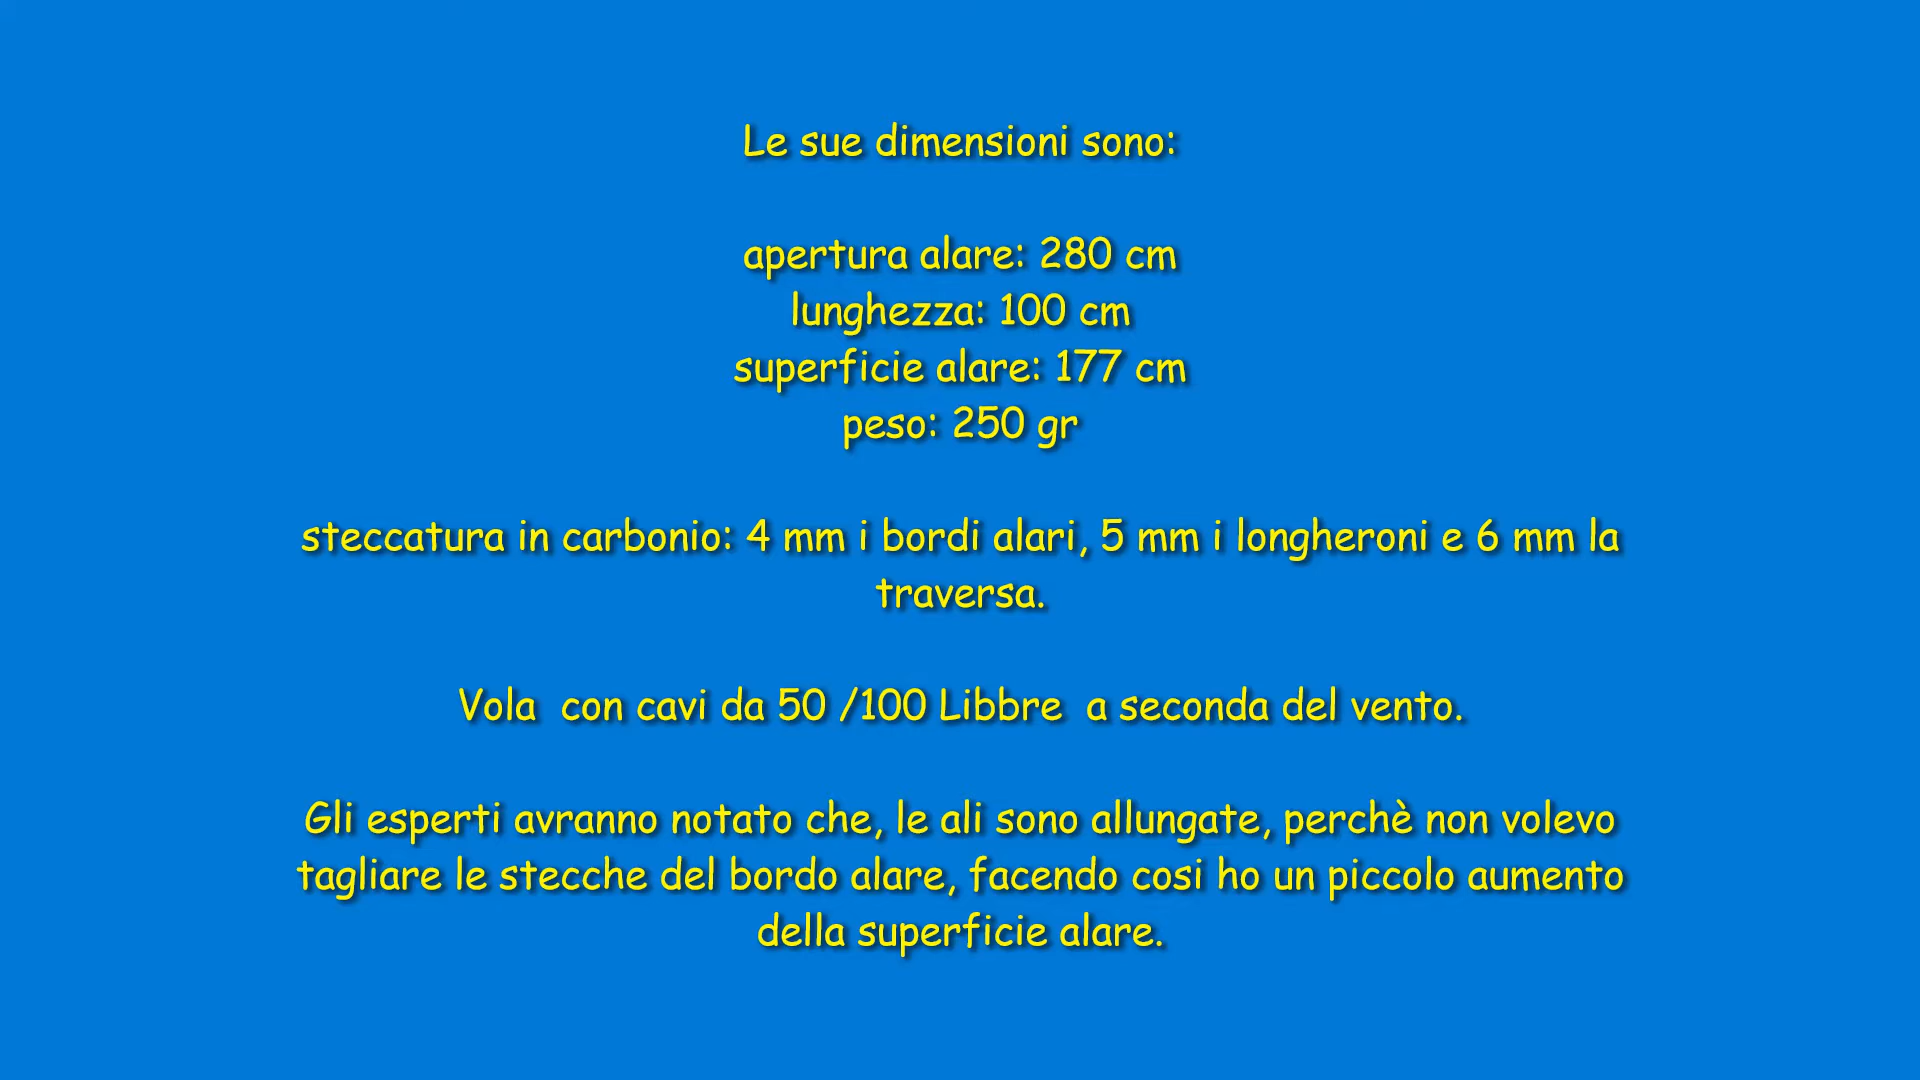 Le sue dimensioni sono:
apertura alare: 280 cm
lunghezza: 100 cm
superficie alare: 177 cm
peso: 250 gr
steccatura in carbonio: 4 mm i bordi alari, 5 mm i longheroni e 6 mm la
traversa.
Vola  con cavi da 50 /100 Libbre  a seconda del vento.
Gli esperti avranno notato che, le ali sono allungate, perchè non volevo
tagliare le stecche del bordo alare, facendo cosi ho un piccolo aumento
della superficie alare.